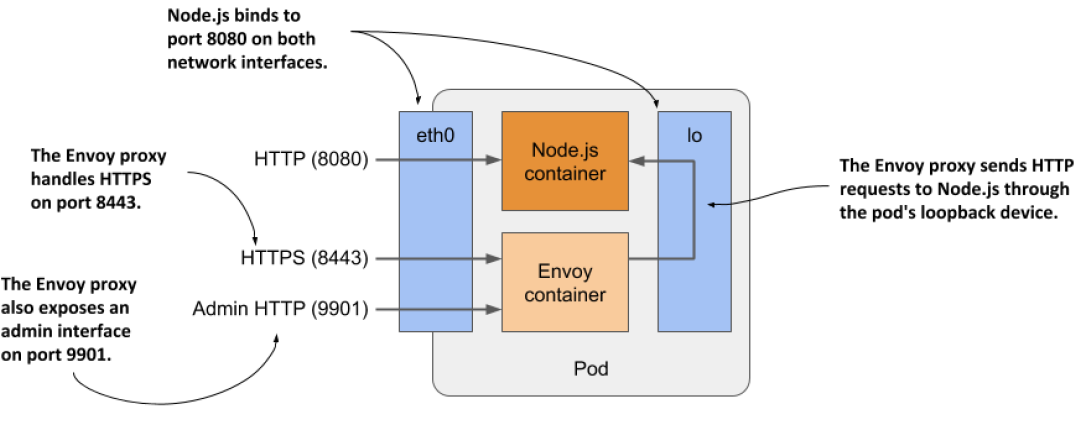 Node.js binds to
port 8080 on both
network interfaces.
eth0
lo
HTTP (8080)
Node.js
container
The Envoy proxy
handles HTTPS
on port 8443.
The Envoy proxy sends HTTP
requests to Node.js through
the pod's loopback device.
HTTPS (8443)
Envoy
container
The Envoy proxy
also exposes an
admin interface
on port 9901.
Admin HTTP (9901)
Pod